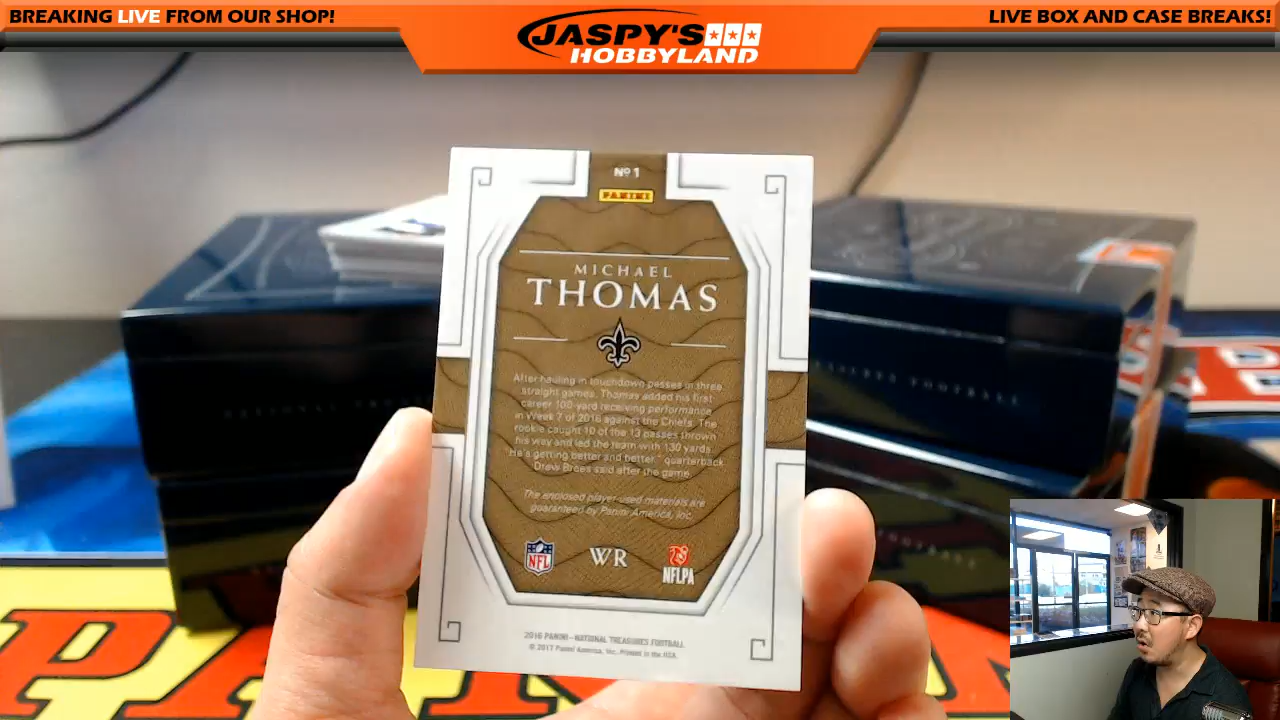 BREAKING LIVE FROM OUR SHOP!
JASPY'S
HOBBYLAND
LIVE BOX AND CASE BREAKS!
Nº1
PANINI
MICHAEL
THOMAS
After hauling in touchdown passes in three
straight games, Thomas added his first
career 100-yard receiving performance
in Week 7 of 2016 against the Chiefs. The
rookie caught 10 of the 13 passes thrown
his way and led the team with 130 yards.
He's getting better and better," quarterback
Drew Brees said after the game.
The enclosed player-used materials are
guaranteed by Panini America, Inc.
NFL
WR
NFLPA
2016 PANINI – NATIONAL TREASURES FOOTBALL
© 2017 Panini America, Inc. Printed in the USA.
FOOTBALL
FOOTBALL